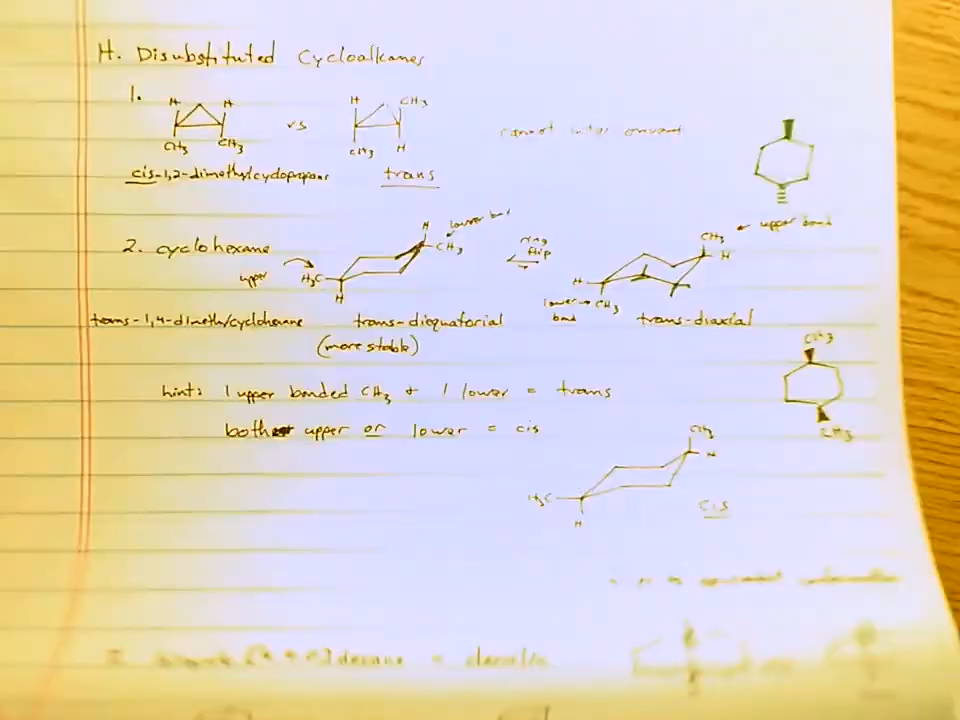 H. Disubstituted Cycloalkanes
1.
H H
CH3 CH3
vs
H CH3
CH3 H
cannot inter convert
cis-1,2-dimethylcyclopropane trans
2. cyclohexane
upper
H3C
H
H
CH3
lower bond
ring
flip
CH3
H
upper bond
H
CH3
lower
bond
trans-1,4-dimethylcyclohexane trans-diequatorial trans-diaxial
(more stable)
CH3
CH3
hint: 1 upper bonded CH3 + 1 lower = trans
both upper or lower = cis
CH3
H
H3C
H
cis
decane = decalin